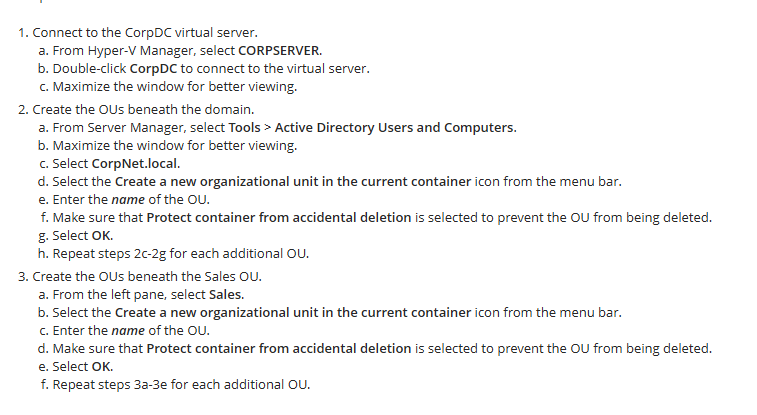 1. Connect to the CorpDC virtual server.
a. From Hyper-V Manager, select CORPSERVER.
b. Double-click CorpDC to connect to the virtual server.
c. Maximize the window for better viewing.
2. Create the OUs beneath the domain.
a. From Server Manager, select Tools > Active Directory Users and Computers.
b. Maximize the window for better viewing.
c. Select CorpNet.local.
d. Select the Create a new organizational unit in the current container icon from the menu bar.
e. Enter the name of the OU.
f. Make sure that Protect container from accidental deletion is selected to prevent the OU from being deleted.
g. Select OK.
h. Repeat steps 2c-2g for each additional OU.
3. Create the OUs beneath the Sales OU.
a. From the left pane, select Sales.
b. Select the Create a new organizational unit in the current container icon from the menu bar.
c. Enter the name of the OU.
d. Make sure that Protect container from accidental deletion is selected to prevent the OU from being deleted.
e. Select OK.
f. Repeat steps 3a-3e for each additional OU.